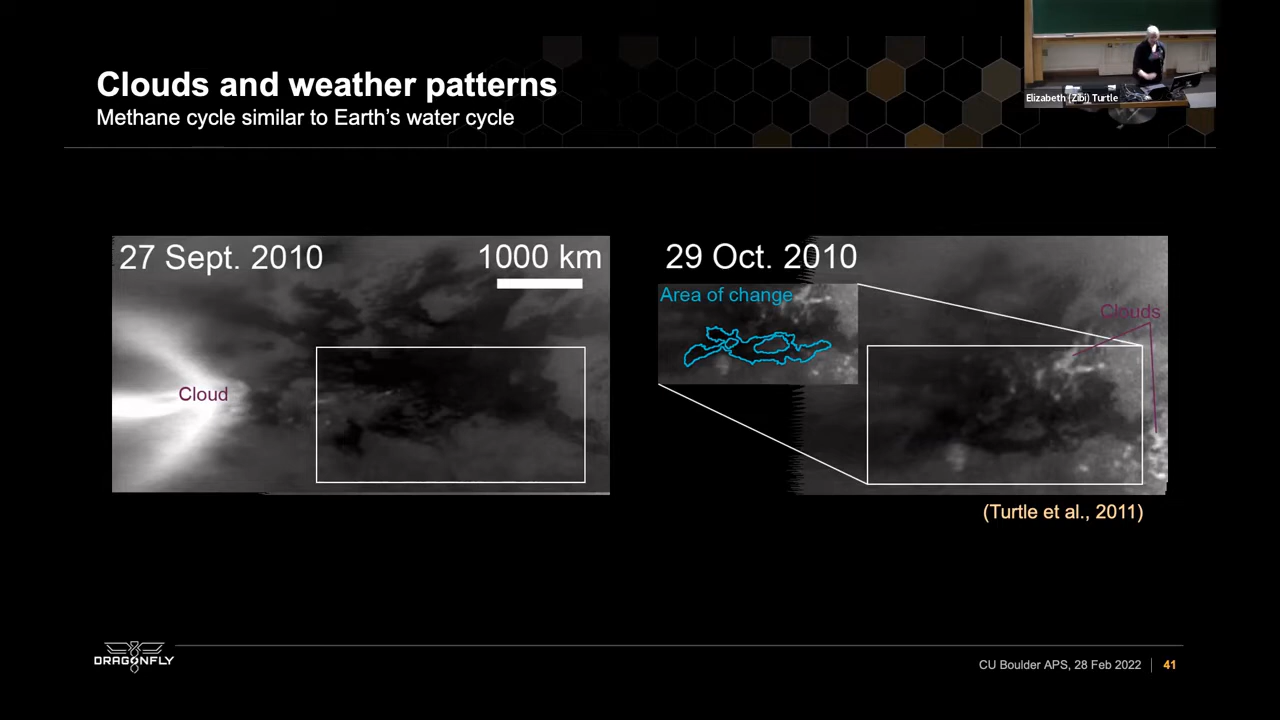 Clouds and weather patterns
Methane cycle similar to Earth's water cycle
Elizabeth (Zibi) Turtle
27 Sept. 2010
1000 km
Cloud
29 Oct. 2010
Area of change
Clouds
(Turtle et al., 2011)
DRAGONFLY
CU Boulder APS, 28 Feb 2022
41